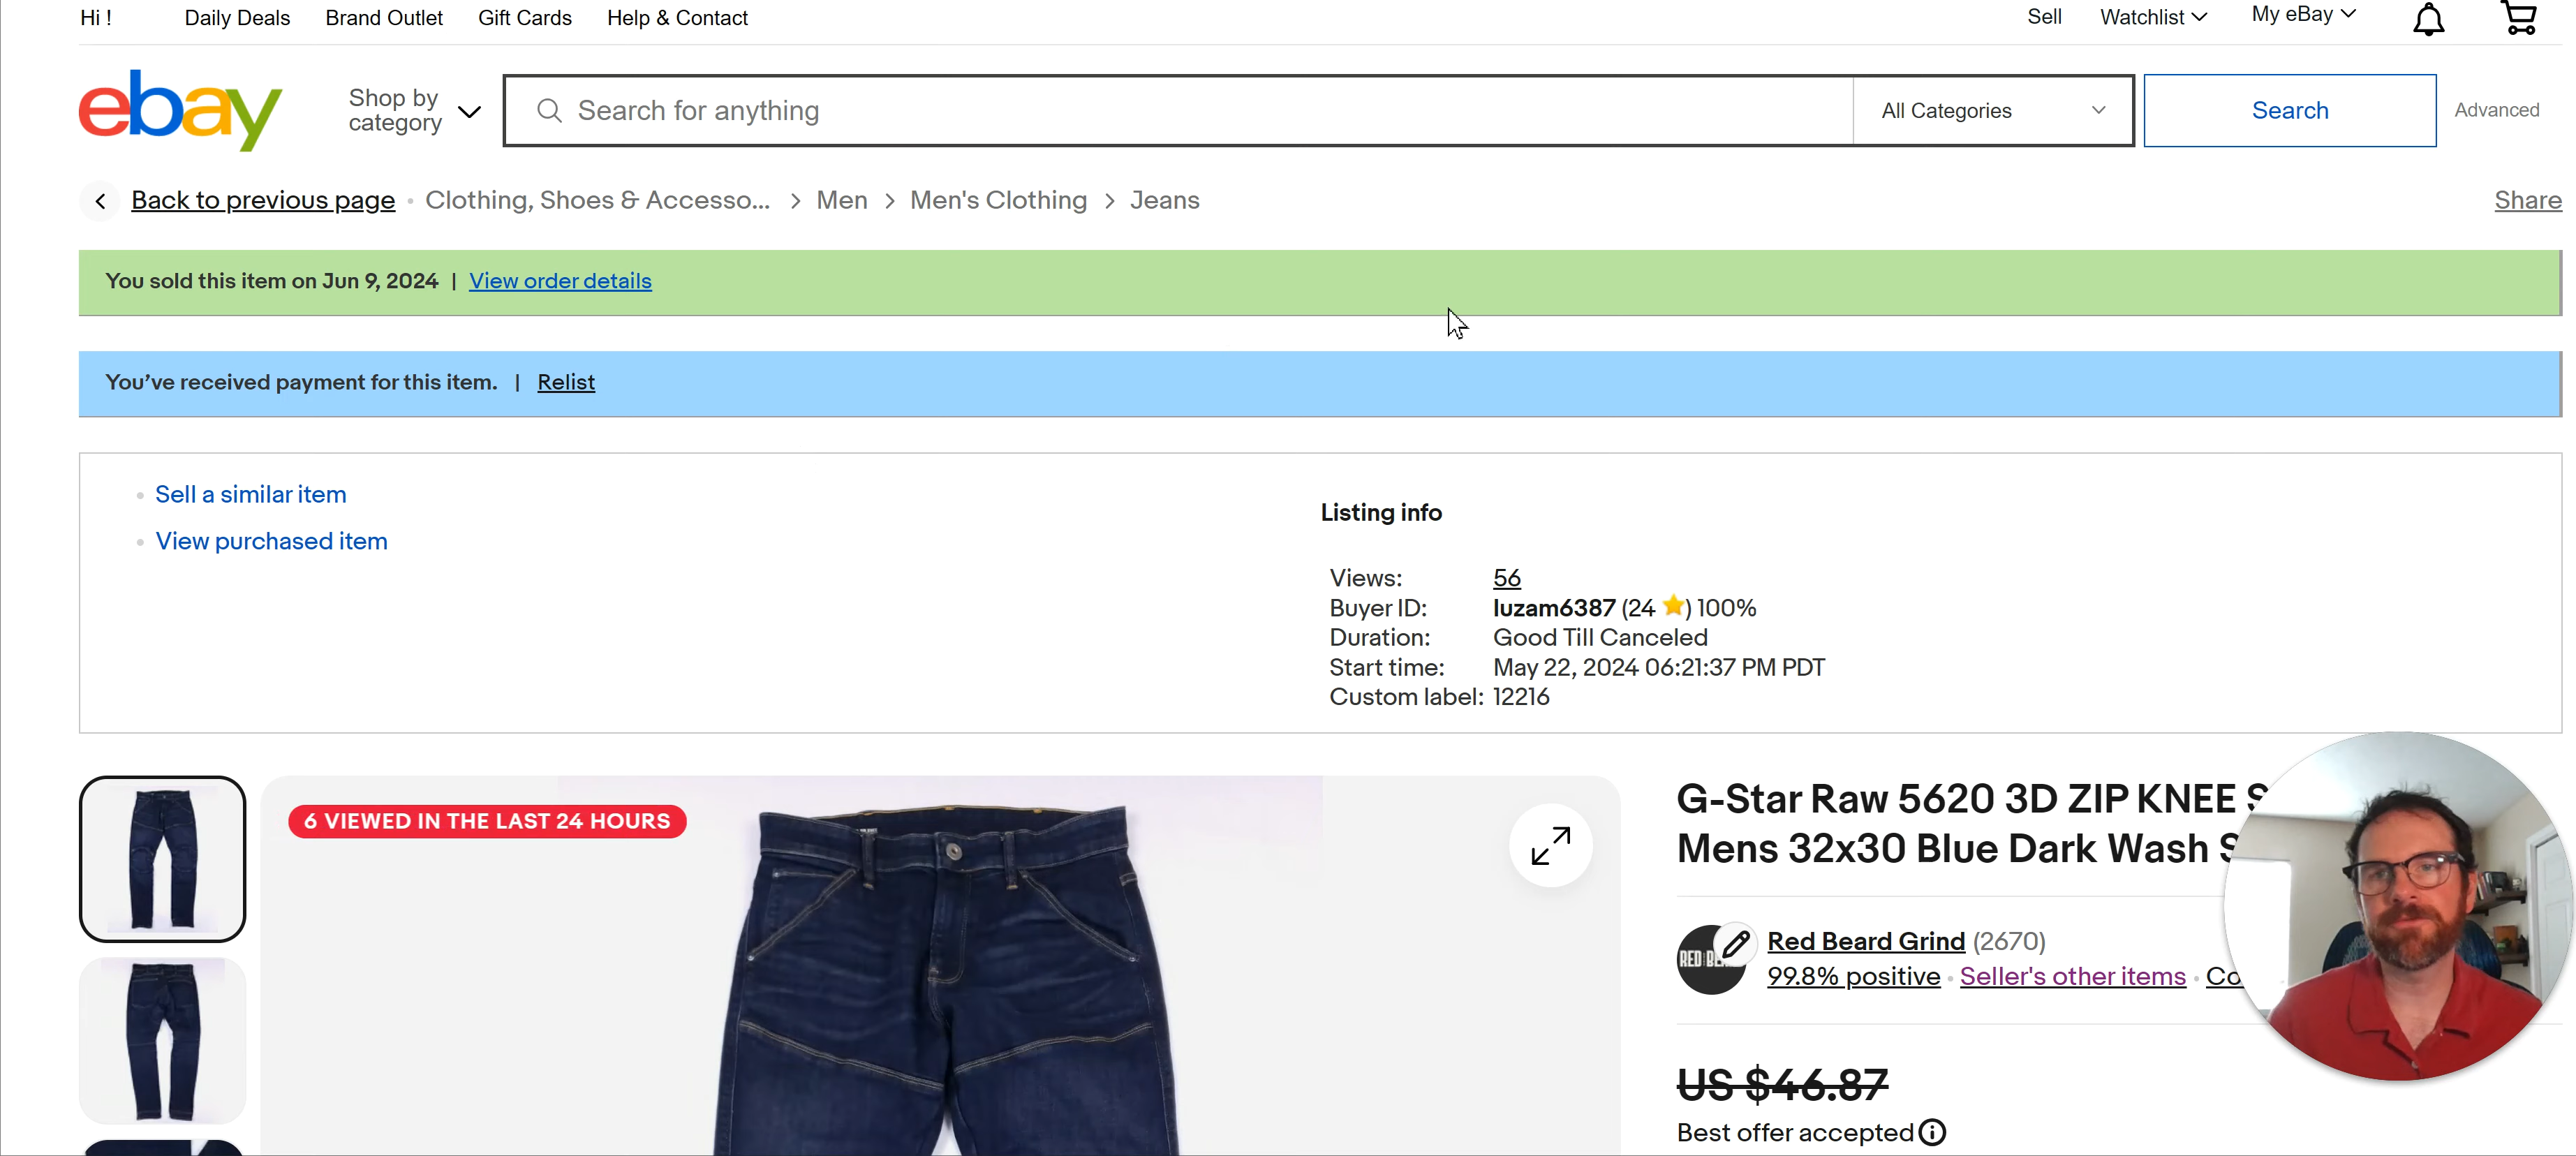 Hi !
Daily Deals
Brand Outlet
Gift Cards
Help & Contact
Sell
Watchlist
My eBay
ebay
Shop by
category
Search for anything
All Categories
Search
Advanced
Back to previous page
Clothing, Shoes & Accesso... > Men > Men's Clothing > Jeans
Share
You sold this item on Jun 9, 2024 | View order details
You've received payment for this item. | Relist
Sell a similar item
View purchased item
Listing info
Views: 56
Buyer ID: luzam6387 (24 ⭐) 100%
Duration: Good Till Canceled
Start time: May 22, 2024 06:21:37 PM PDT
Custom label: 12216
6 VIEWED IN THE LAST 24 HOURS
G-Star Raw 5620 3D ZIP KNEE S
Mens 32x30 Blue Dark Wash S
Red Beard Grind (2670)
99.8% positive · Seller's other items · Co
US $46.87
Best offer accepted